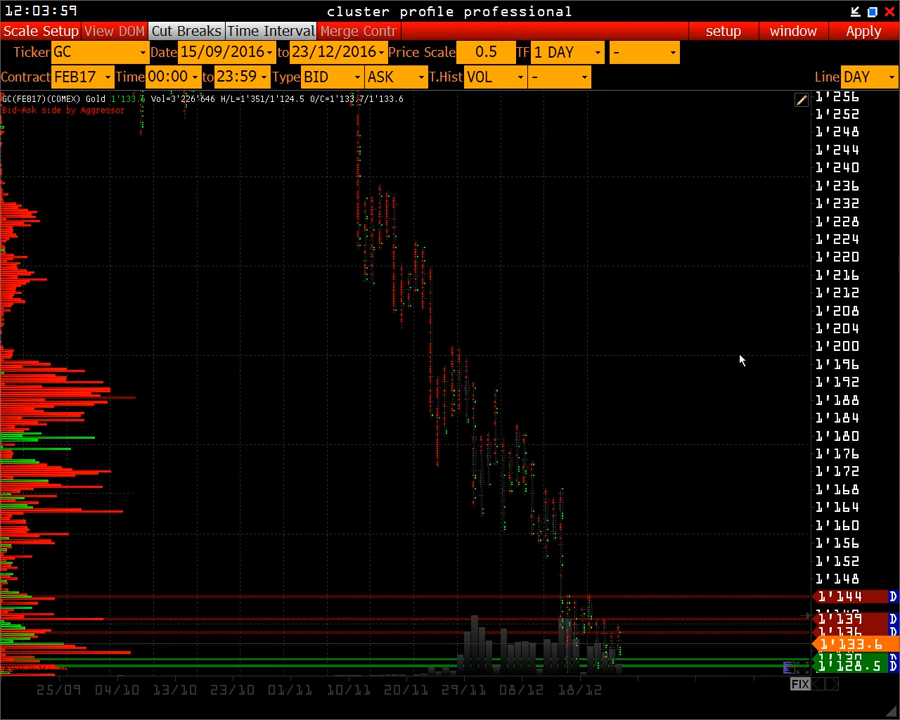 12:03:59 cluster profile professional
Scale Setup View DOM Cut Breaks Time Interval Merge Contr setup window Apply
Ticker GC Date 15/09/2016 to 23/12/2016 Price Scale 0.5 TF 1 DAY -
Contract FEB17 Time 00:00 to 23:59 Type BID ASK T.Hist VOL - Line DAY
GC(FEB17)(COMEX) Gold 1'133.6 Vol=3'226'646 H/L=1'351/1'124.5 O/C=1'133.7/1'133.6
Bid-Ask side by Aggressor
1'256
1'252
1'248
1'244
1'240
1'236
1'232
1'228
1'224
1'220
1'216
1'212
1'208
1'204
1'200
1'196
1'192
1'188
1'184
1'180
1'176
1'172
1'168
1'164
1'160
1'156
1'152
1'148
1'144 D
1'139 D
1'136 D
1'133.6
1'128.5 D
FIX
25/09 04/10 13/10 23/10 01/11 10/11 20/11 29/11 08/12 18/12